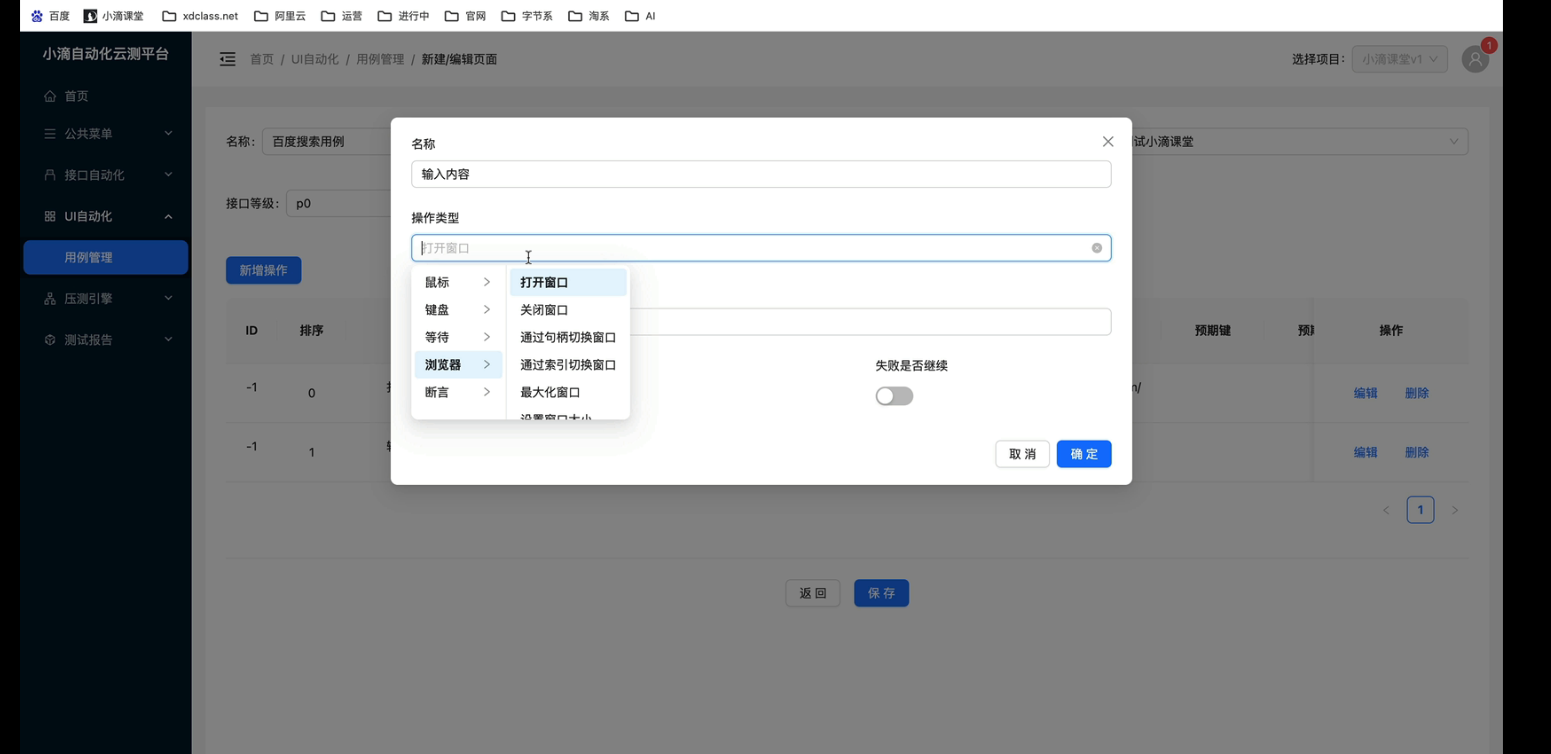 百度 小滴课堂 xdclass.net 阿里云 运营 进行中 官网 字节系 淘系 AI
小滴自动化云测平台
首页 / UI自动化 / 用例管理 / 新建/编辑页面
选择项目: 小滴课堂v1
1
首页
公共菜单
接口自动化
UI自动化
用例管理
压测引擎
测试报告
名称: 百度搜索用例
试小滴课堂
接口等级: p0
新增操作
ID 排序 预期键 操作
-1 0 编辑 删除
-1 1 编辑 删除
名称
输入内容
操作类型
打开窗口
鼠标
键盘
等待
浏览器
断言
打开窗口
关闭窗口
通过句柄切换窗口
通过索引切换窗口
最大化窗口
设置窗口大小
失败是否继续
取 消 确 定
1
返 回 保 存